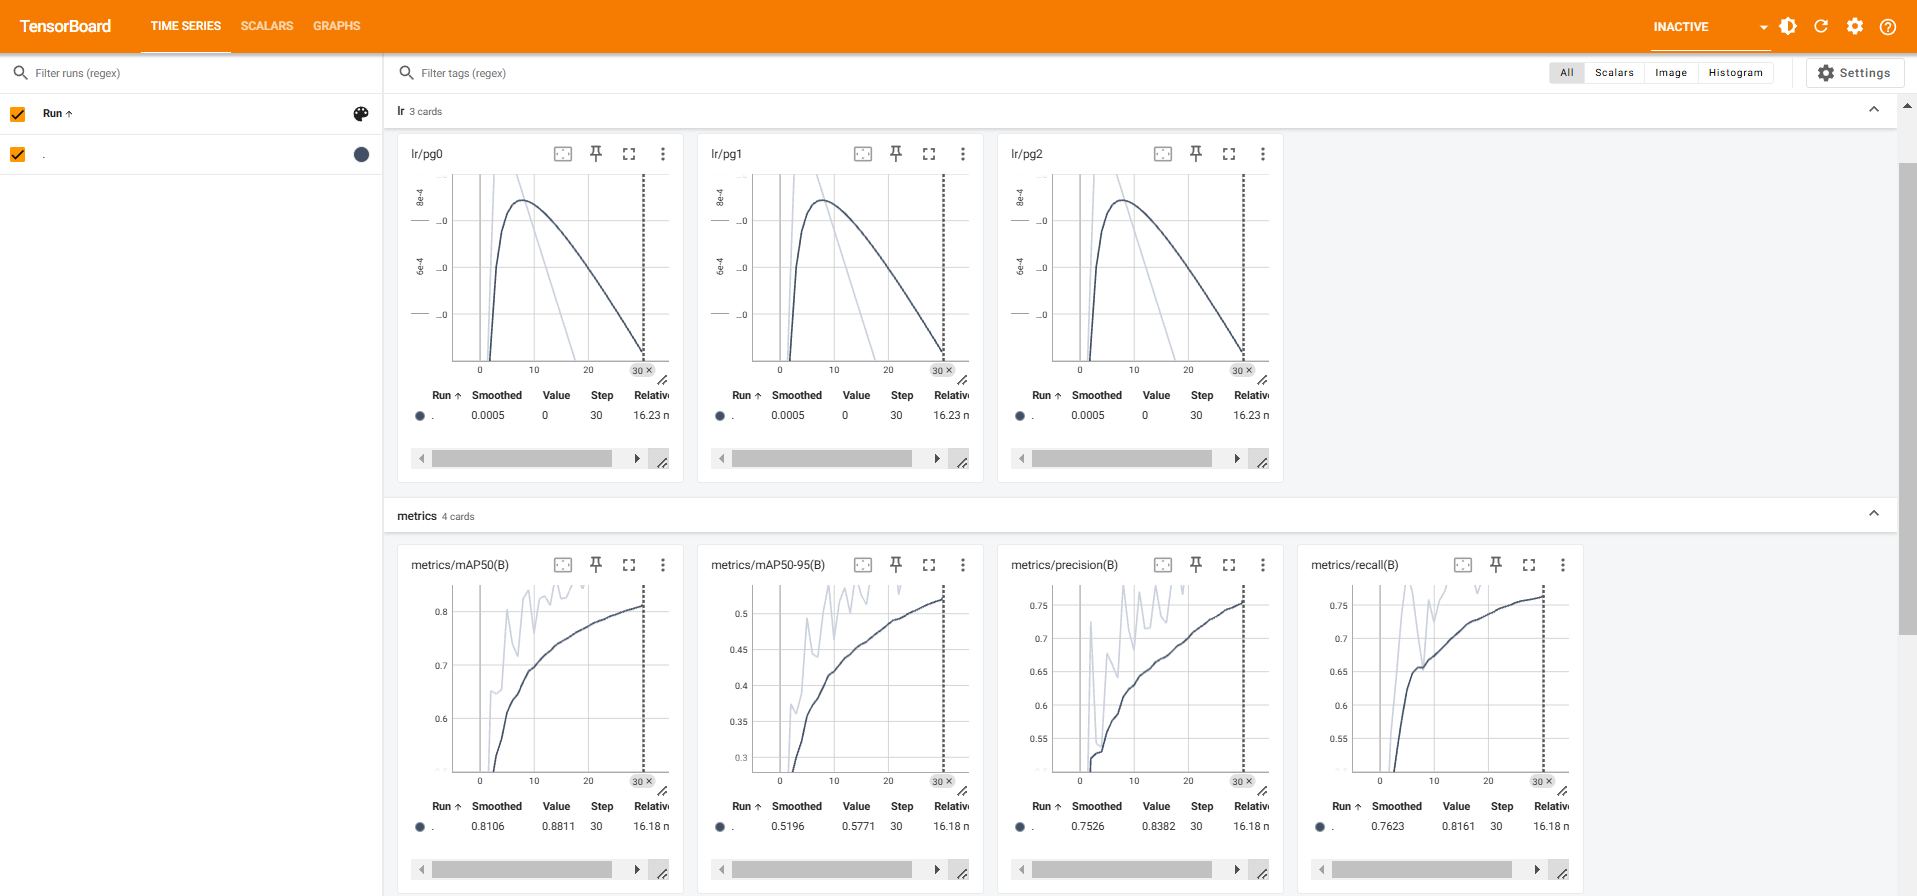 TensorBoard TIME SERIES SCALARS GRAPHS INACTIVE
Filter runs (regex)
Filter tags (regex) All Scalars Image Histogram Settings
Run ↑
.
lr 3 cards
lr/pg0
8e-4
_0
6e-4 _0
_0
0 10 20 30 ×
Run ↑ Smoothed Value Step Relative
. 0.0005 0 30 16.23
lr/pg1
8e-4
_0
6e-4 _0
_0
0 10 20 30 ×
Run ↑ Smoothed Value Step Relative
. 0.0005 0 30 16.23
lr/pg2
8e-4
_0
6e-4 _0
_0
0 10 20 30 ×
Run ↑ Smoothed Value Step Relative
. 0.0005 0 30 16.23
metrics 4 cards
metrics/mAP50(B)
0.8
0.7
0.6
0 10 20 30 ×
Run ↑ Smoothed Value Step Relative
. 0.8106 0.8811 30 16.18
metrics/mAP50-95(B)
0.5
0.45
0.4
0.35
0.3
0 10 20 30 ×
Run ↑ Smoothed Value Step Relative
. 0.5196 0.5771 30 16.18
metrics/precision(B)
0.75
0.7
0.65
0.6
0.55
0 10 20 30 ×
Run ↑ Smoothed Value Step Relative
. 0.7526 0.8382 30 16.18
metrics/recall(B)
0.75
0.7
0.65
0.6
0.55
0 10 20 30 ×
Run ↑ Smoothed Value Step Relative
. 0.7623 0.8161 30 16.18